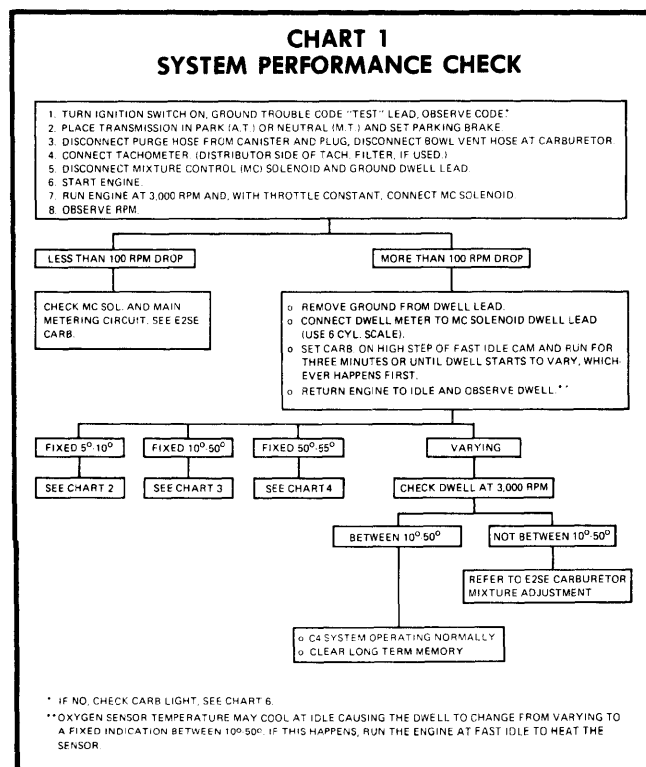 CHART 1
SYSTEM PERFORMANCE CHECK
1. TURN IGNITION SWITCH ON, GROUND TROUBLE CODE "TEST" LEAD, OBSERVE CODE.*
2. PLACE TRANSMISSION IN PARK (A.T.) OR NEUTRAL (M.T.) AND SET PARKING BRAKE.
3. DISCONNECT PURGE HOSE FROM CANISTER AND PLUG, DISCONNECT BOWL VENT HOSE AT CARBURETOR.
4. CONNECT TACHOMETER. (DISTRIBUTOR SIDE OF TACH. FILTER, IF USED.)
5. DISCONNECT MIXTURE CONTROL (MC) SOLENOID AND GROUND DWELL LEAD.
6. START ENGINE.
7. RUN ENGINE AT 3,000 RPM AND, WITH THROTTLE CONSTANT, CONNECT MC SOLENOID.
8. OBSERVE RPM.
LESS THAN 100 RPM DROP
MORE THAN 100 RPM DROP
CHECK MC SOL. AND MAIN
METERING CIRCUIT. SEE E2SE
CARB.
o REMOVE GROUND FROM DWELL LEAD.
o CONNECT DWELL METER TO MC SOLENOID DWELL LEAD
(USE 6 CYL. SCALE).
o SET CARB. ON HIGH STEP OF FAST IDLE CAM AND RUN FOR
THREE MINUTES OR UNTIL DWELL STARTS TO VARY, WHICH-
EVER HAPPENS FIRST.
o RETURN ENGINE TO IDLE AND OBSERVE DWELL.**
FIXED 5°-10°
FIXED 10°-50°
FIXED 50°-55°
VARYING
SEE CHART 2
SEE CHART 3
SEE CHART 4
CHECK DWELL AT 3,000 RPM
BETWEEN 10°-50°
NOT BETWEEN 10°-50°
REFER TO E2SE CARBURETOR
MIXTURE ADJUSTMENT
o C4 SYSTEM OPERATING NORMALLY
o CLEAR LONG TERM MEMORY
* IF NO, CHECK CARB LIGHT, SEE CHART 6.
**OXYGEN SENSOR TEMPERATURE MAY COOL AT IDLE CAUSING THE DWELL TO CHANGE FROM VARYING TO
A FIXED INDICATION BETWEEN 10°-50°. IF THIS HAPPENS, RUN THE ENGINE AT FAST IDLE TO HEAT THE
SENSOR.